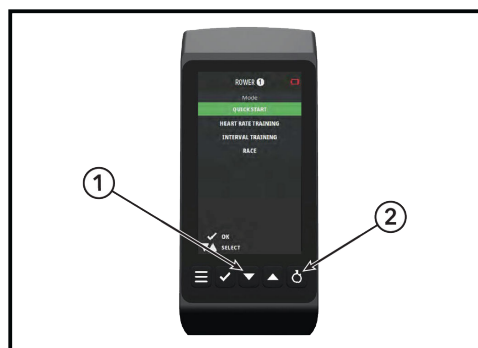 ROWER 1
Mode
QUICK START
HEART RATE TRAINING
INTERVAL TRAINING
RACE
OK
SELECT
1
2